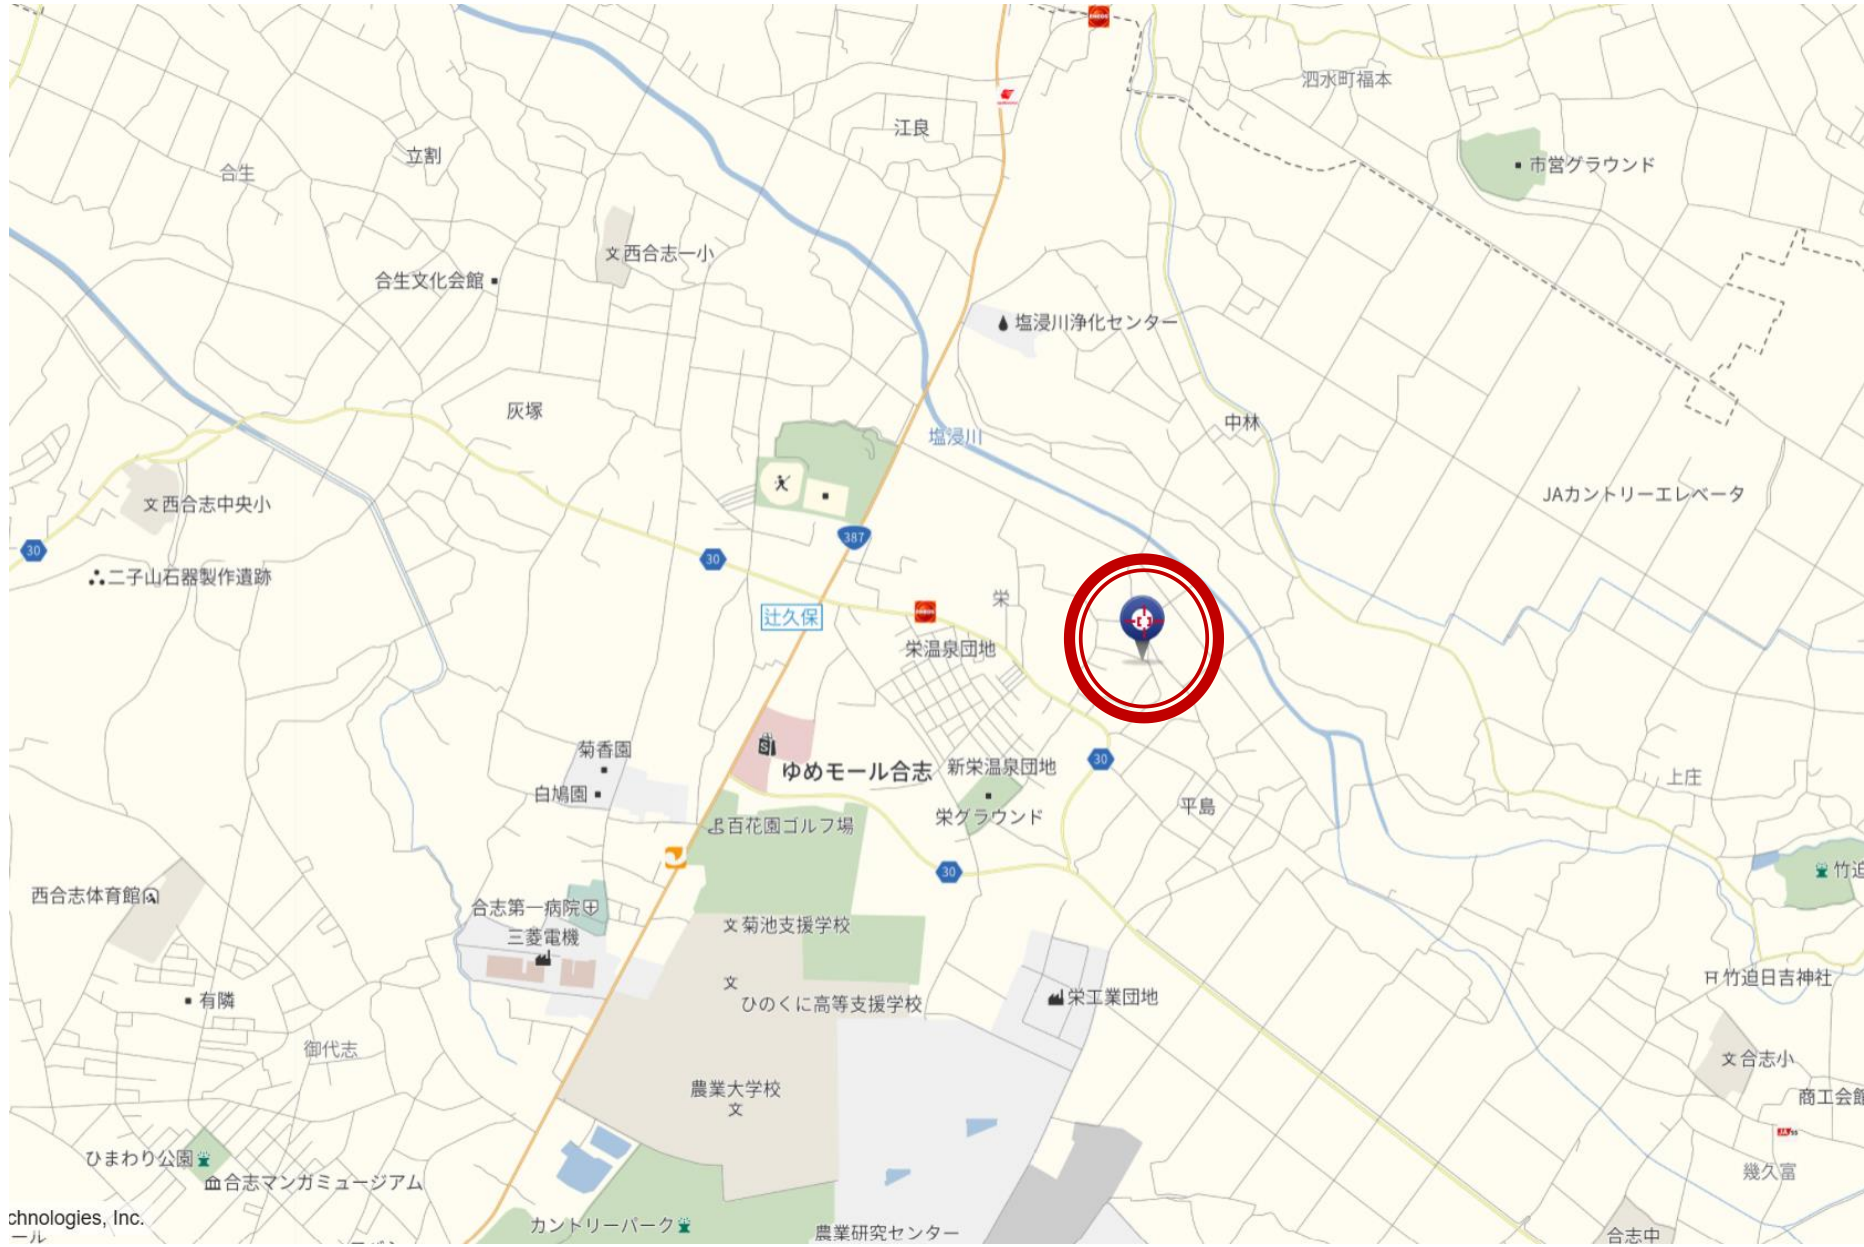 泗水町福本
江良
立割
市営グラウンド
合生
西合志一小
合生文化会館
塩浸川浄化センター
灰塚
中林
塩浸川
JAカントリーエレベータ
西合志中央小
387
30
30
二子山石器製作遺跡
栄
辻久保
栄温泉団地
菊香園
30
ゆめモール合志
新栄温泉団地
上庄
白鳩園
平島
栄グラウンド
百花園ゴルフ場
30
竹迫
西合志体育館
合志第一病院
菊池支援学校
三菱電機
竹迫日吉神社
有隣
ひのくに高等支援学校
栄工業団地
御代志
合志小
農業大学校
商工会館
ひまわり公園
幾久富
合志マンガミュージアム
chnologies, Inc.
カントリーパーク
農業研究センター
合志中
ール